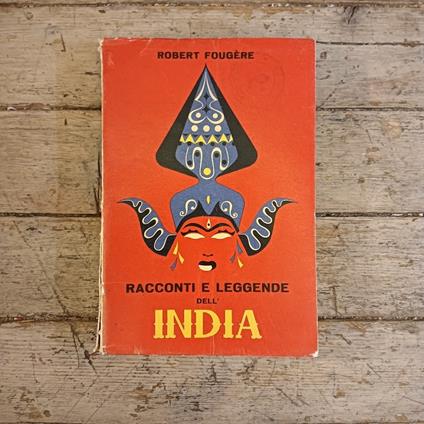 ROBERT FOUGÈRE
RACCONTI E LEGGENDE
DELL'
INDIA